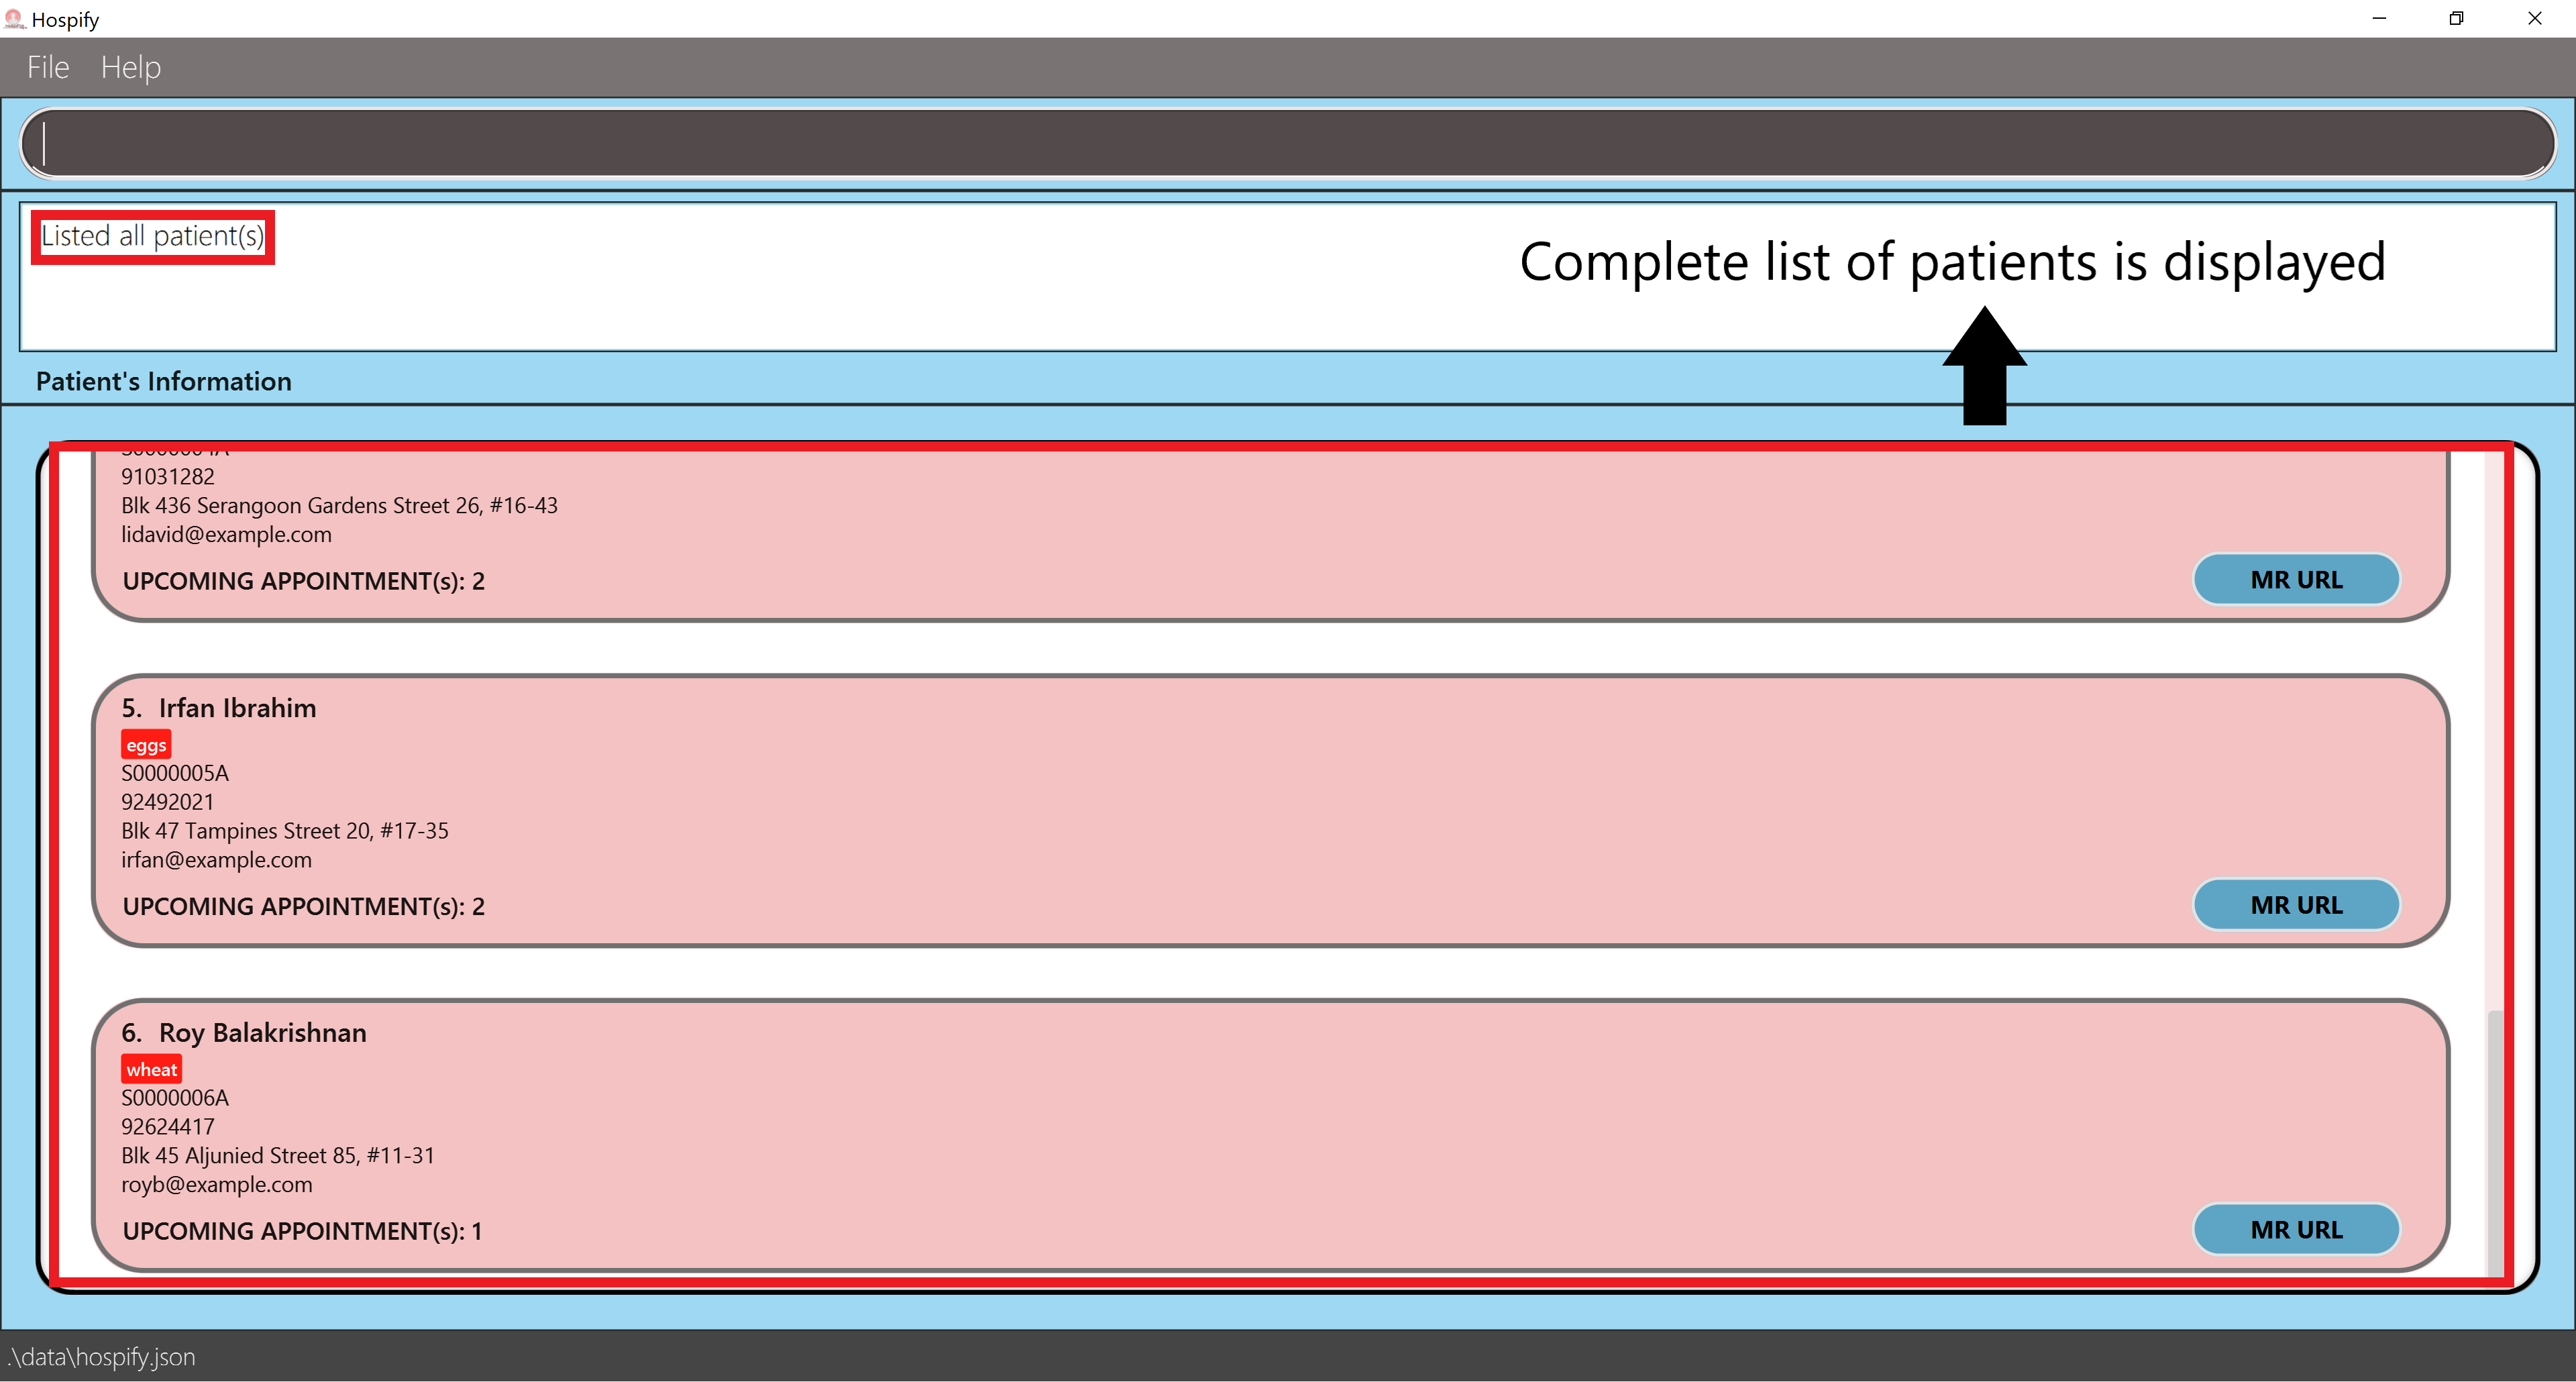 Hospify
File Help
Listed all patient(s)
Complete list of patients is displayed
Patient's Information
91031282
Blk 436 Serangoon Gardens Street 26, #16-43
lidavid@example.com
UPCOMING APPOINTMENT(s): 2
MR URL
5. Irfan Ibrahim
eggs
S0000005A
92492021
Blk 47 Tampines Street 20, #17-35
irfan@example.com
UPCOMING APPOINTMENT(s): 2
MR URL
6. Roy Balakrishnan
wheat
S0000006A
92624417
Blk 45 Aljunied Street 85, #11-31
royb@example.com
UPCOMING APPOINTMENT(s): 1
MR URL
.\data\hospify.json